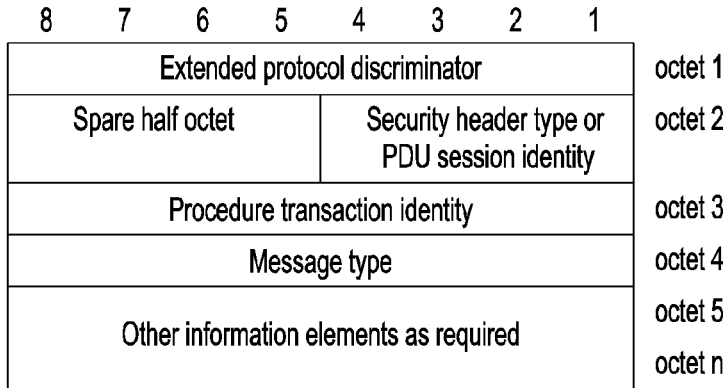 8 7 6 5 4 3 2 1
Extended protocol discriminator octet 1
Spare half octet Security header type or octet 2
PDU session identity
Procedure transaction identity octet 3
Message type octet 4
octet 5
Other information elements as required
octet n